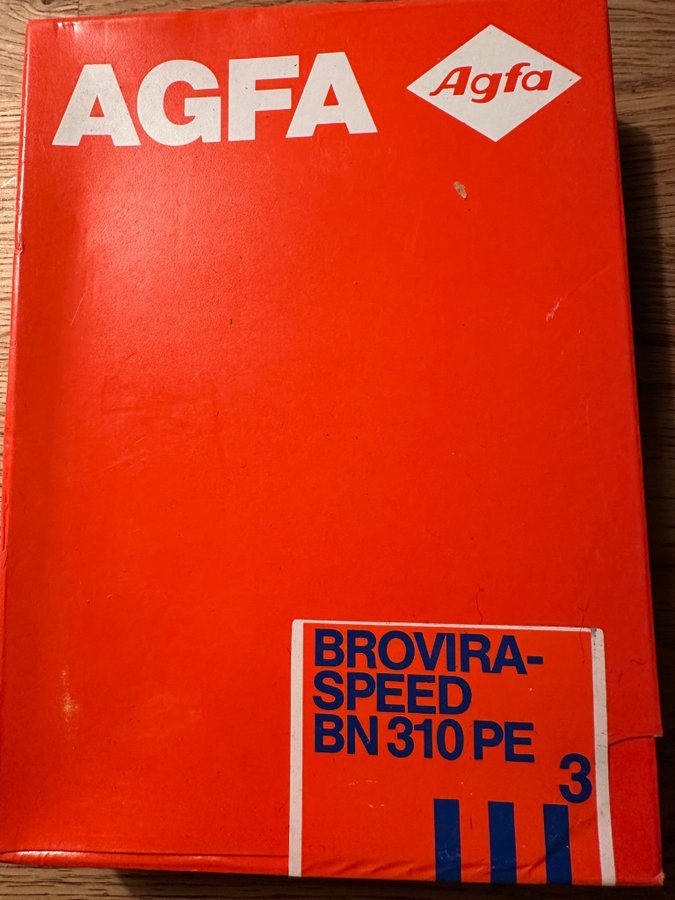 AGFA
Agfa
BROVIRA-
SPEED
BN 310 PE
3